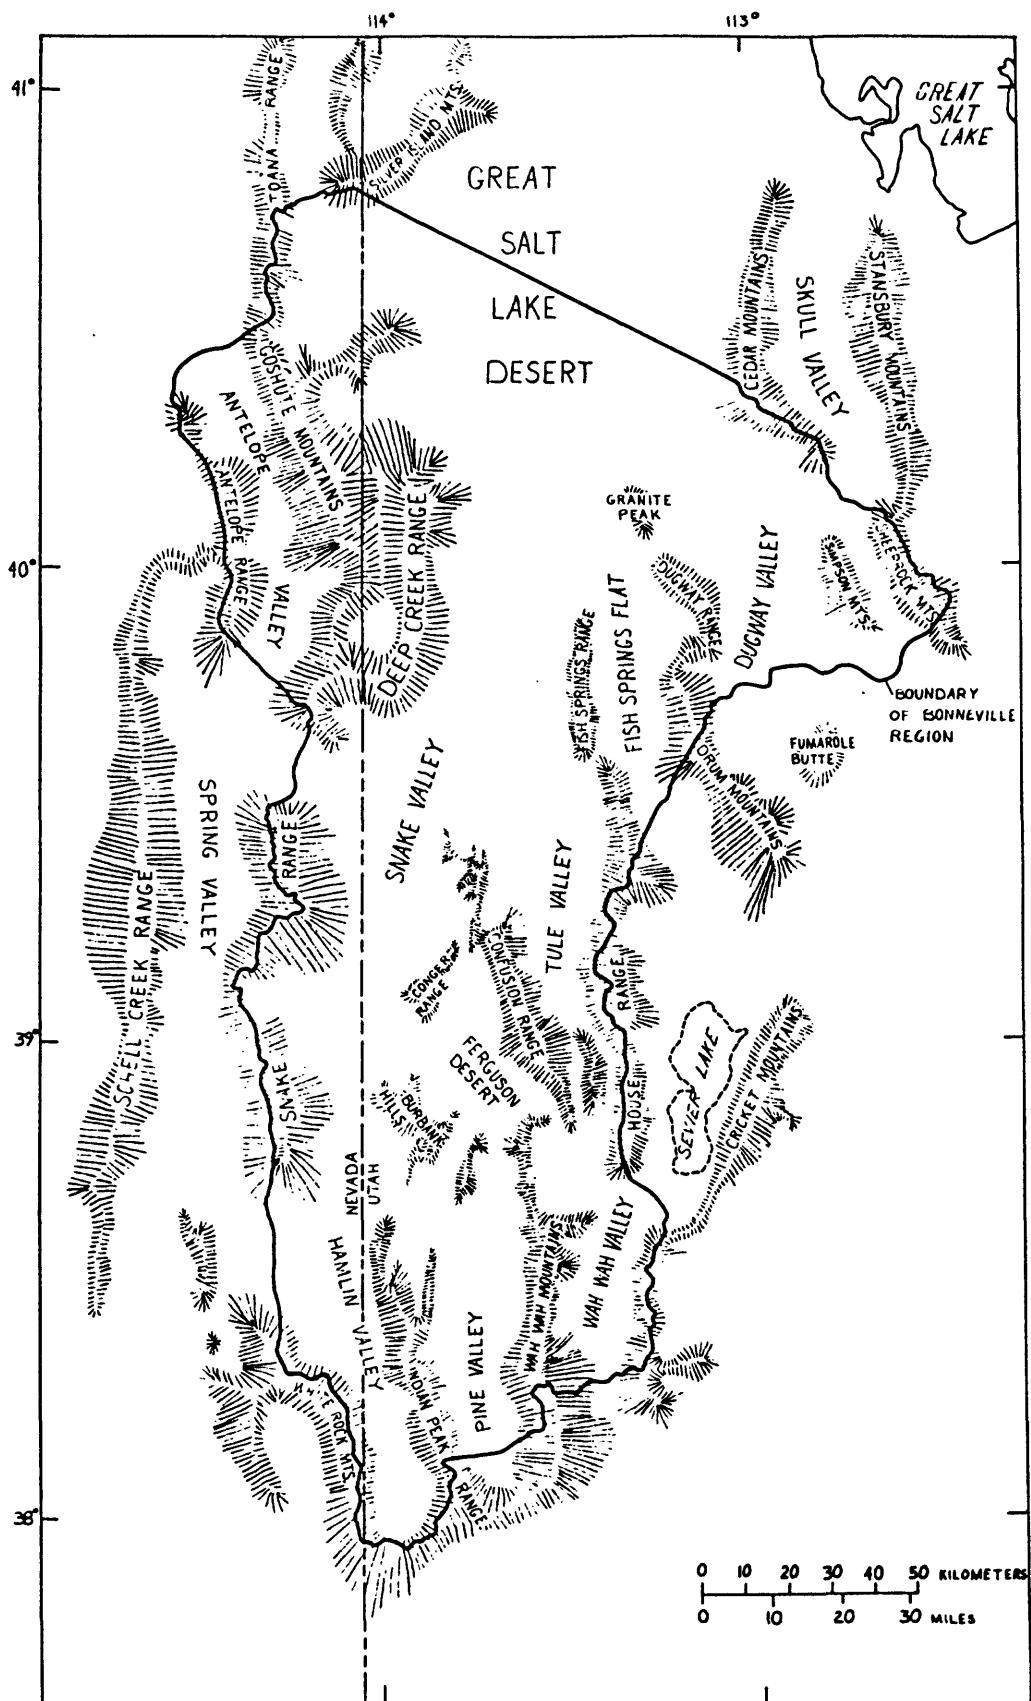 114°
113°
41°
TOANA RANGE
SILVER ISLAND MTS
GREAT
SALT
LAKE
GREAT
SALT
LAKE
DESERT
CEDAR MOUNTAINS
SKULL VALLEY
STANSBURY MOUNTAINS
GOSHUTE MOUNTAINS
ANTELOPE
VALLEY
ANTELOPE RANGE
DEEP CREEK RANGE
GRANITE
PEAK
40°
DUGWAY RANGE
DUGWAY VALLEY
SIMPSON MTS.
SHEEPROCK MTS.
FISH SPRINGS RANGE
FISH SPRINGS FLAT
BOUNDARY
OF BONNEVILLE
REGION
FUMAROLE
BUTTE
DRUM MOUNTAINS
SPRING VALLEY
SCHELL CREEK RANGE
SNAKE
RANGE
SNAKE VALLEY
TULE VALLEY
CONFUSION RANGE
CONGER
RANGE
HOUSE
RANGE
39°
SEVIER LAKE
CRICKET MOUNTAINS
FERGUSON
DESERT
BURBANK
HILLS
NEVADA
UTAH
HAMLIN VALLEY
WAH WAH MOUNTAINS
WAH WAH VALLEY
PINE VALLEY
INDIAN PEAK
RANGE
WHITE ROCK MTS.
38°
0 10 20 30 40 50 KILOMETERS
0 10 20 30 MILES